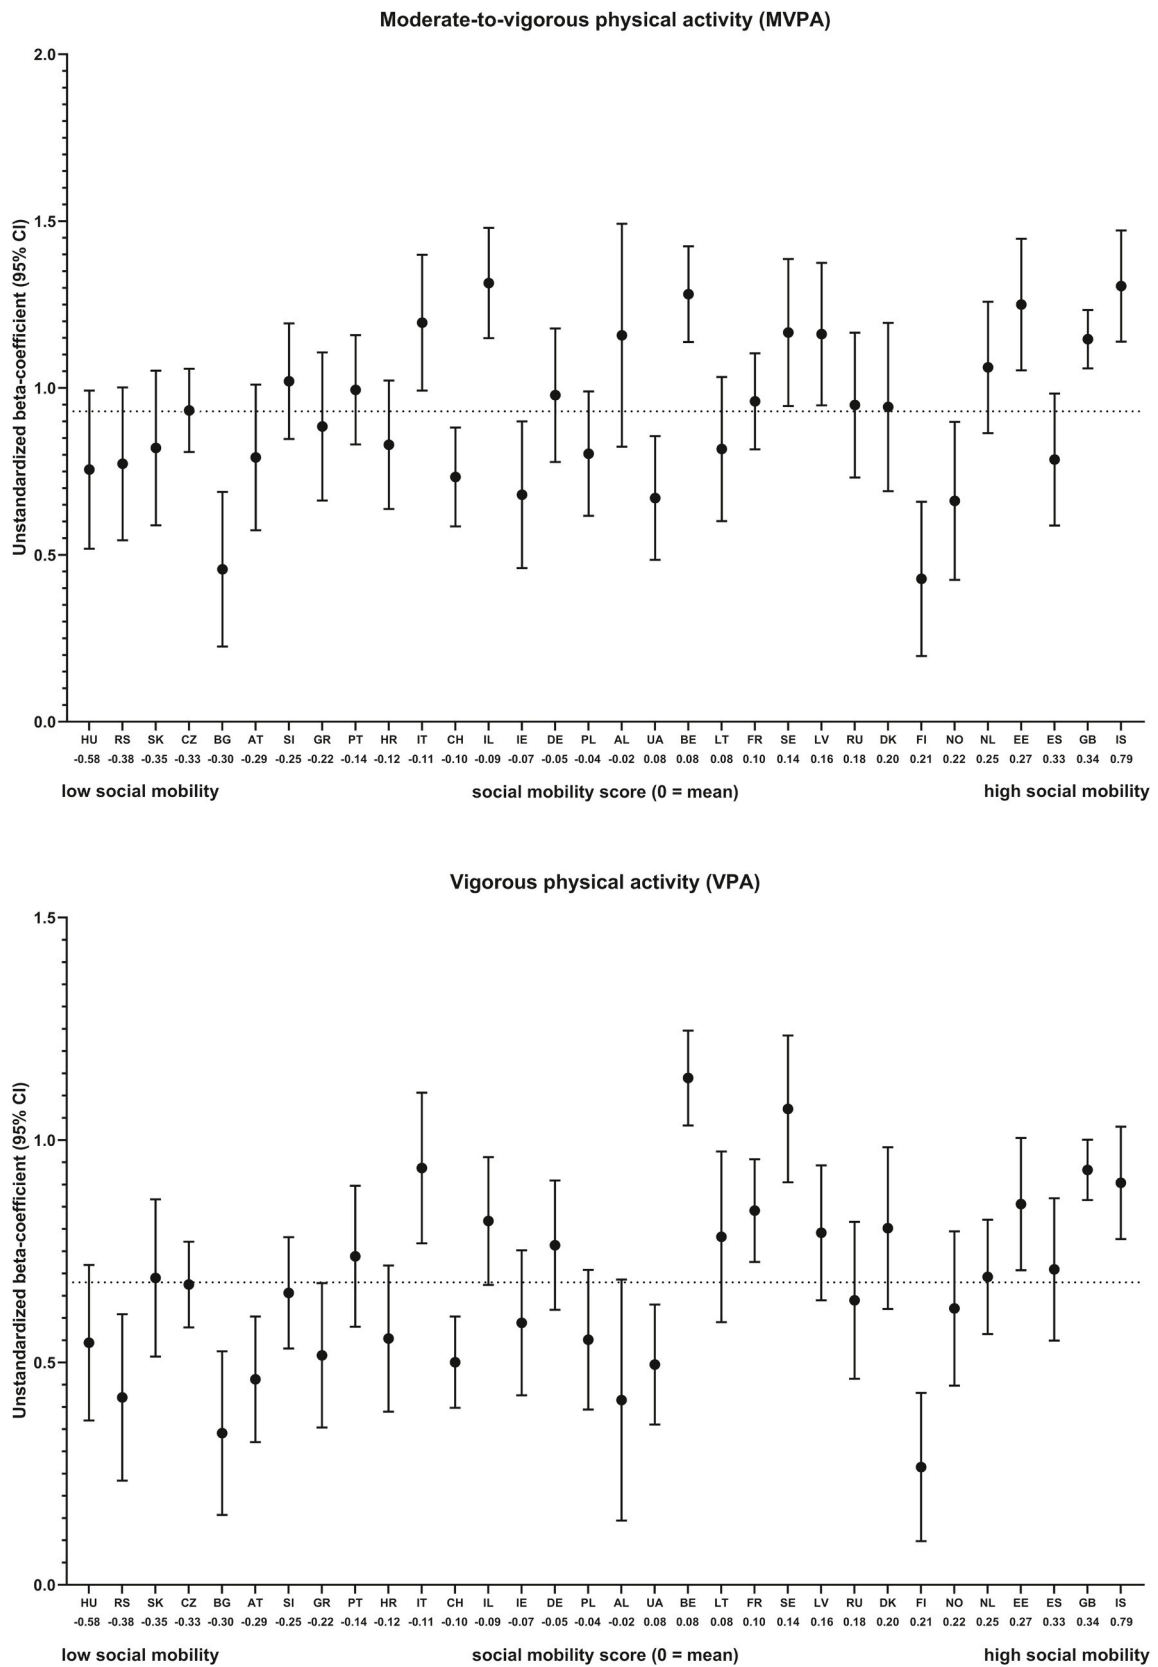 Moderate-to-vigorous physical activity (MVPA)
Unstandardized beta-coefficient (95% CI)
2.0
1.5
1.0
0.5
0.0
HU RS SK CZ BG AT SI GR PT HR IT CH IL IE DE PL AL UA BE LT FR SE LV RU DK FI NO NL EE ES GB IS
-0.58 -0.38 -0.35 -0.33 -0.30 -0.29 -0.25 -0.22 -0.14 -0.12 -0.11 -0.10 -0.09 -0.07 -0.05 -0.04 -0.02 0.08 0.08 0.08 0.10 0.14 0.16 0.18 0.20 0.21 0.22 0.25 0.27 0.33 0.34 0.79
low social mobility social mobility score (0 = mean) high social mobility
Vigorous physical activity (VPA)
Unstandardized beta-coefficient (95% CI)
1.5
1.0
0.5
0.0
HU RS SK CZ BG AT SI GR PT HR IT CH IL IE DE PL AL UA BE LT FR SE LV RU DK FI NO NL EE ES GB IS
-0.58 -0.38 -0.35 -0.33 -0.30 -0.29 -0.25 -0.22 -0.14 -0.12 -0.11 -0.10 -0.09 -0.07 -0.05 -0.04 -0.02 0.08 0.08 0.08 0.10 0.14 0.16 0.18 0.20 0.21 0.22 0.25 0.27 0.33 0.34 0.79
low social mobility social mobility score (0 = mean) high social mobility